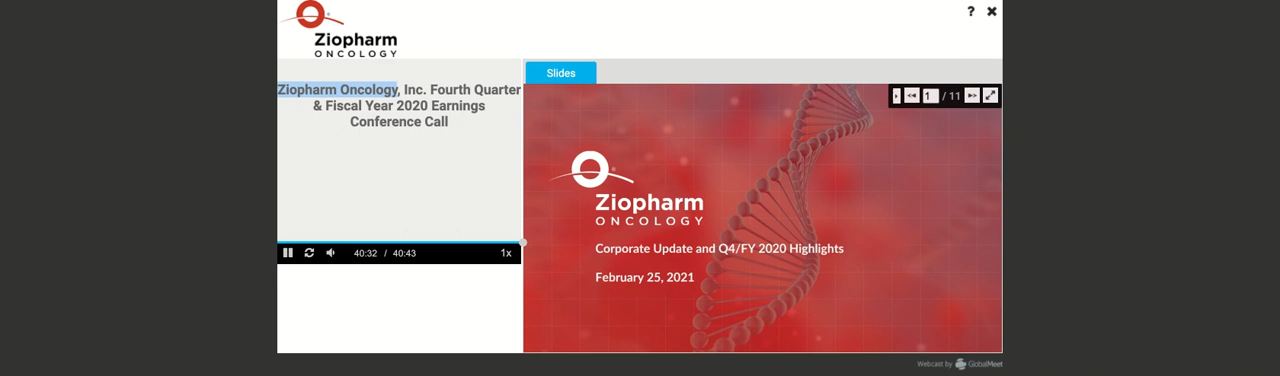 Ziopharm
ONCOLOGY
? ✖
Slides
Ziopharm Oncology, Inc. Fourth Quarter
& Fiscal Year 2020 Earnings
Conference Call
1 / 11
Ziopharm
ONCOLOGY
Corporate Update and Q4/FY 2020 Highlights
February 25, 2021
40:32 / 40:43
1x
Webcast by GlobalMeet